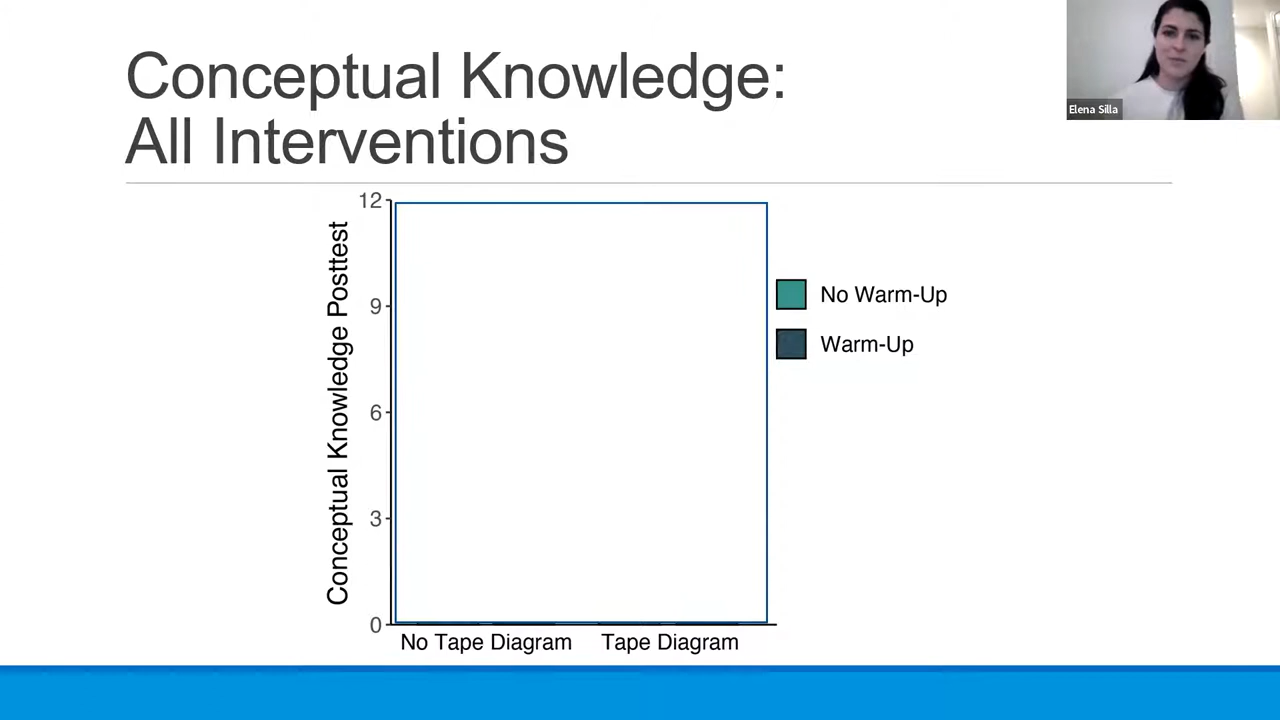 Conceptual Knowledge:
All Interventions
Elena Silla
Conceptual Knowledge Posttest
12
9
6
3
0
No Tape Diagram
Tape Diagram
No Warm-Up
Warm-Up